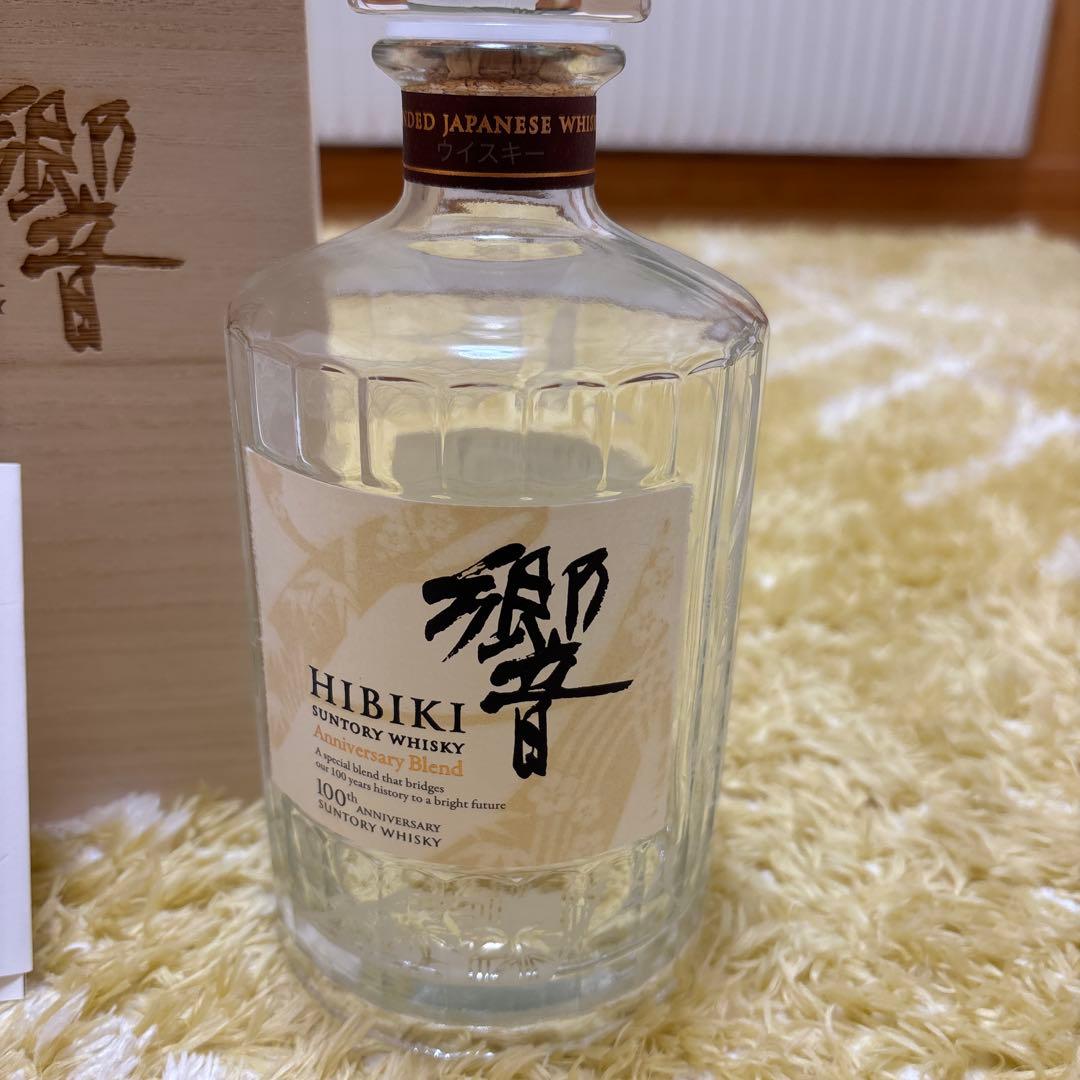 響
NDED JAPANESE WHIS
ウイスキー
響
HIBIKI
SUNTORY WHISKY
Anniversary Blend
A special blend that bridges
our 100 years history to a bright future
100th ANNIVERSARY
SUNTORY WHISKY